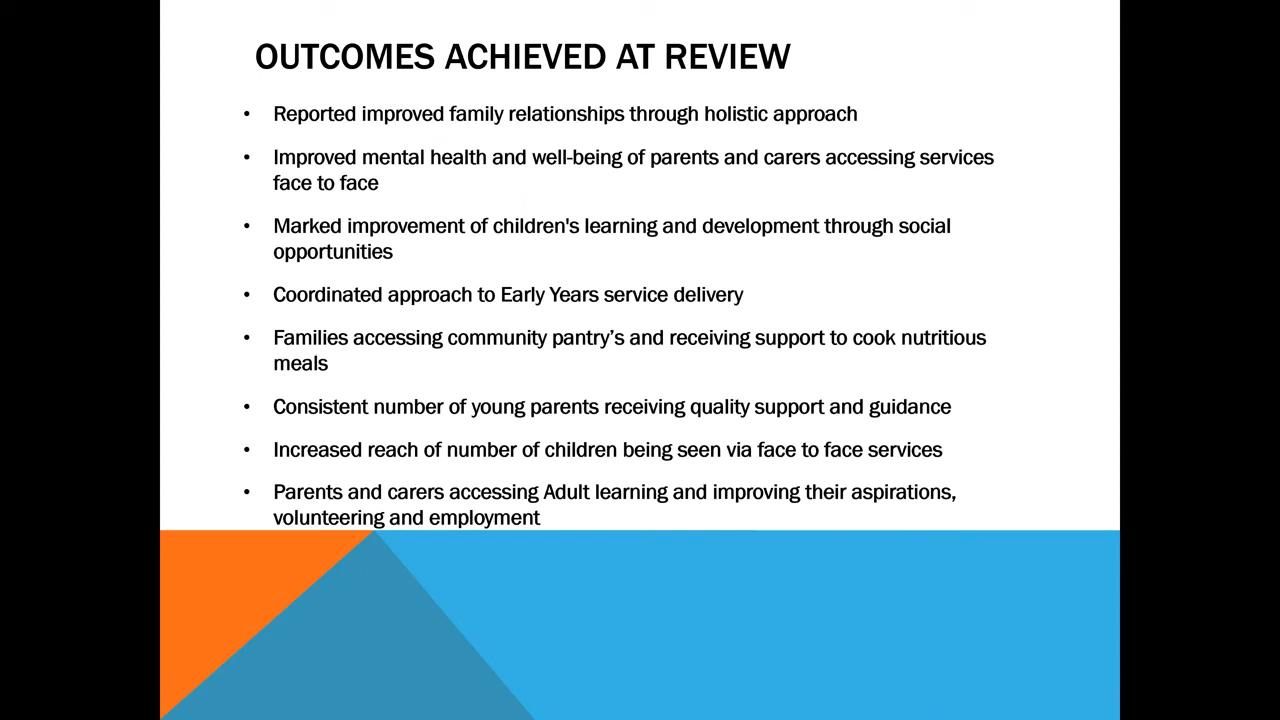 OUTCOMES ACHIEVED AT REVIEW
• Reported improved family relationships through holistic approach
• Improved mental health and well-being of parents and carers accessing services
face to face
• Marked improvement of children's learning and development through social
opportunities
• Coordinated approach to Early Years service delivery
• Families accessing community pantry’s and receiving support to cook nutritious
meals
• Consistent number of young parents receiving quality support and guidance
• Increased reach of number of children being seen via face to face services
• Parents and carers accessing Adult learning and improving their aspirations,
volunteering and employment